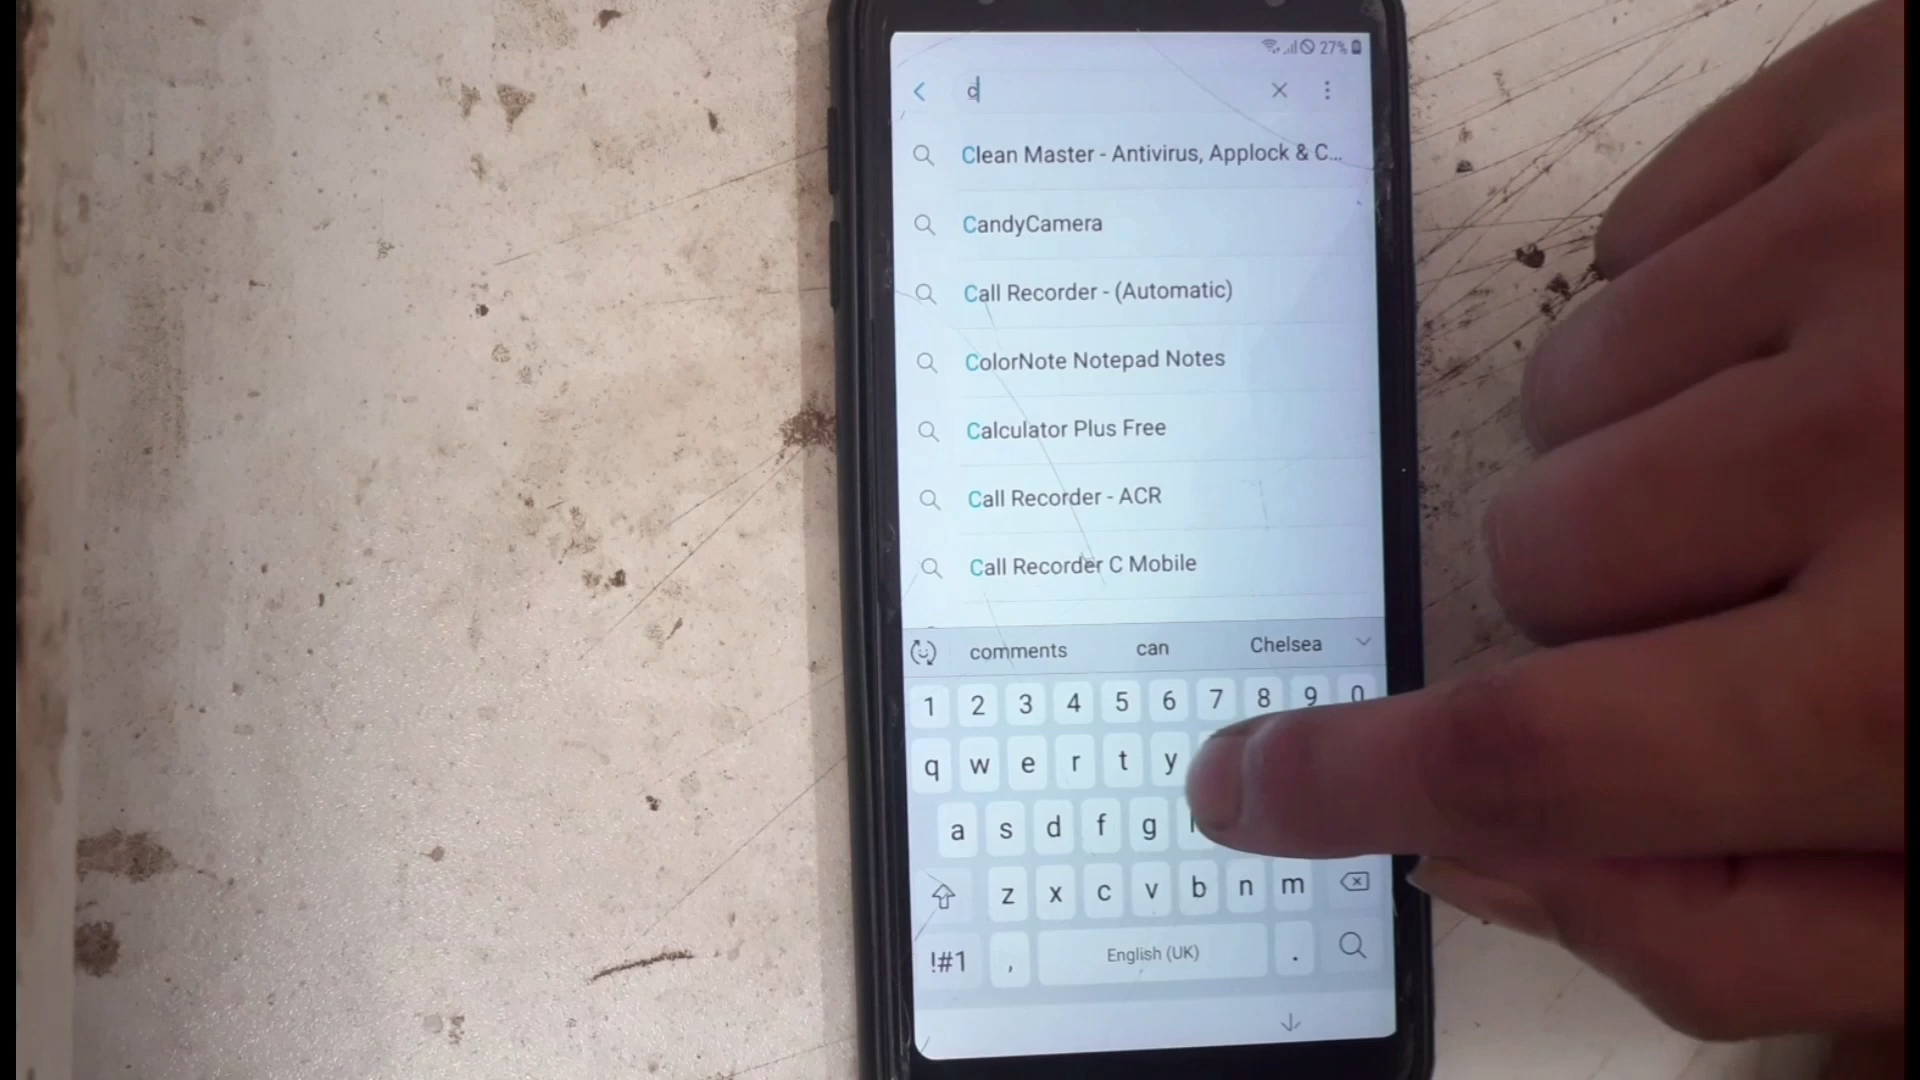 27%
c
Clean Master - Antivirus, Applock & C...
CandyCamera
Call Recorder - (Automatic)
ColorNote Notepad Notes
Calculator Plus Free
Call Recorder - ACR
Call Recorder C Mobile
comments can Chelsea
1 2 3 4 5 6 7 8 9 0
q w e r t y
a s d f g
z x c v b n m
!#1 , English (UK) .